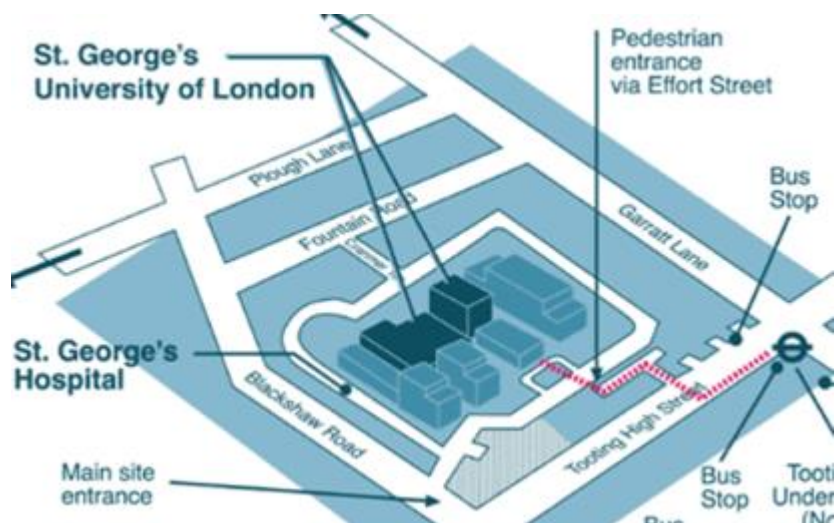 St. George's
University of London
Pedestrian
entrance
via Effort Street
Plough Lane
Fountain Road
Garratt Lane
Bus
Stop
St. George's
Hospital
Blackshaw Road
Tooting High Street
Main site
entrance
Bus
Stop